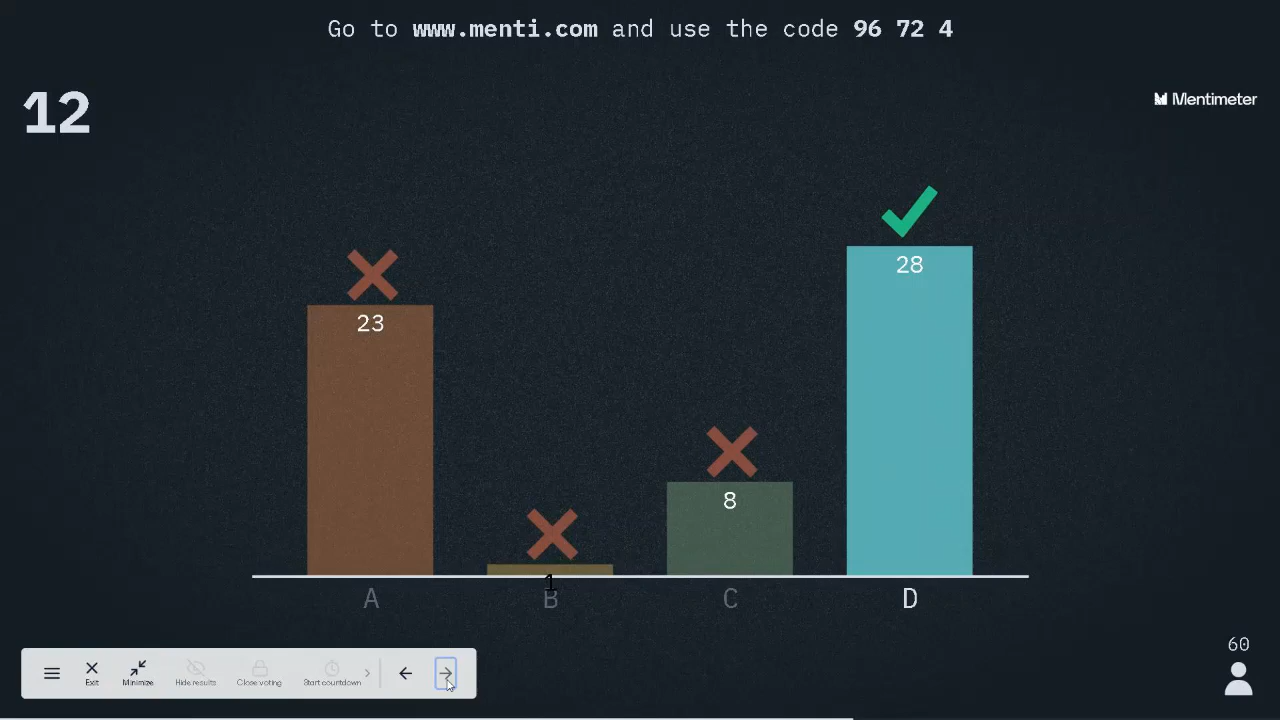 Go to www.menti.com and use the code 96 72 4
12
Mentimeter
28
23
8
1
A
B
C
D
60
Exit
Minimize
Hide results
Close voting
Start countdown